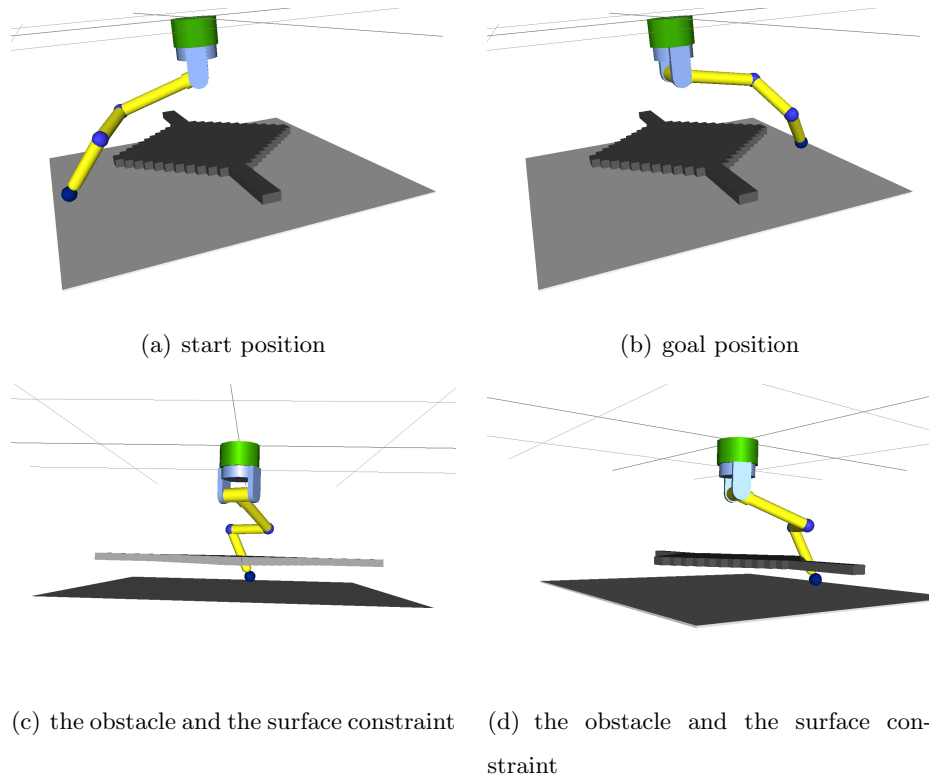 (a) start position
(b) goal position
(c) the obstacle and the surface constraint
(d) the obstacle and the surface con-
straint